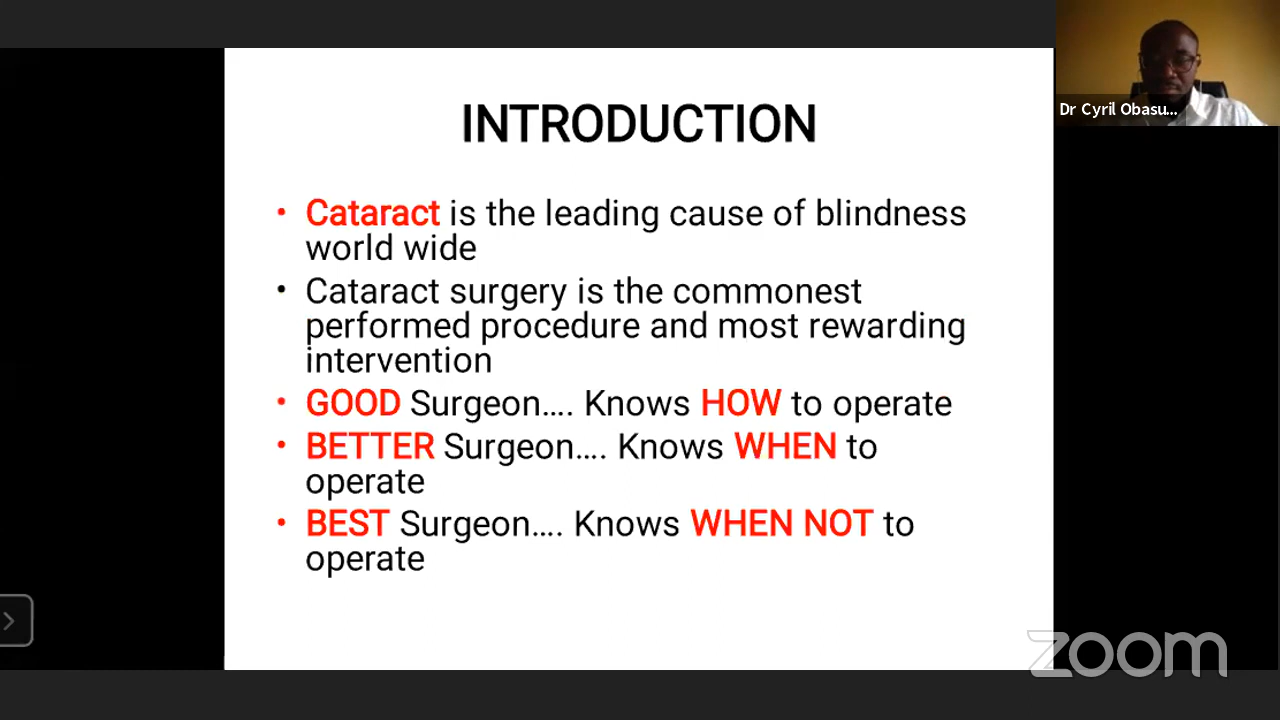 INTRODUCTION
• Cataract is the leading cause of blindness
world wide
• Cataract surgery is the commonest
performed procedure and most rewarding
intervention
• GOOD Surgeon.... Knows HOW to operate
• BETTER Surgeon.... Knows WHEN to
operate
• BEST Surgeon.... Knows WHEN NOT to
operate
Dr Cyril Obasu...
zoom